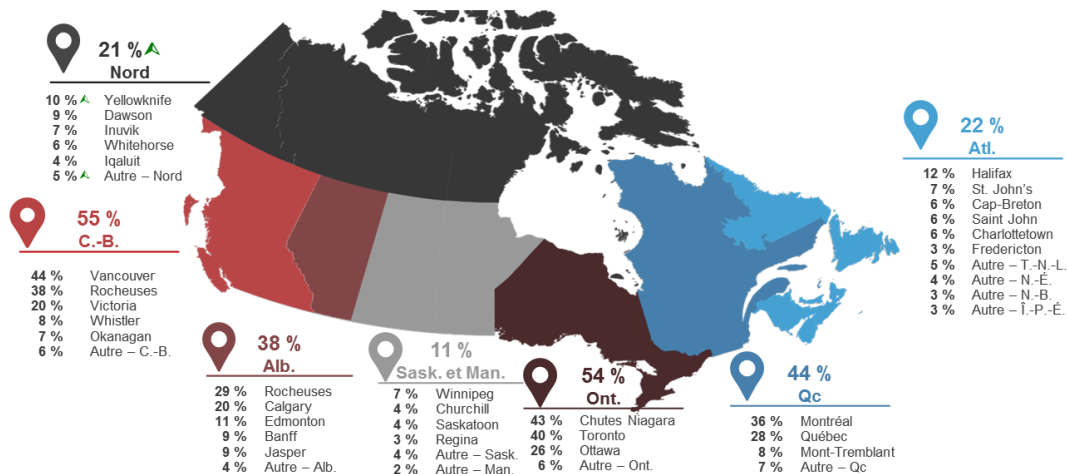 21 %
Nord
10 % Yellowknife
9 % Dawson
7 % Inuvik
6 % Whitehorse
4 % Iqaluit
5 % Autre – Nord
55 %
C.-B.
44 % Vancouver
38 % Rocheuses
20 % Victoria
8 % Whistler
7 % Okanagan
6 % Autre – C.-B.
38 %
Alb.
29 % Rocheuses
20 % Calgary
11 % Edmonton
9 % Banff
9 % Jasper
4 % Autre – Alb.
11 %
Sask. et Man.
7 % Winnipeg
4 % Churchill
4 % Saskatoon
3 % Regina
4 % Autre – Sask.
2 % Autre – Man.
54 %
Ont.
43 % Chutes Niagara
40 % Toronto
26 % Ottawa
6 % Autre – Ont.
44 %
Qc
36 % Montréal
28 % Québec
8 % Mont-Tremblant
7 % Autre – Qc
22 %
Atl.
12 % Halifax
7 % St. John's
6 % Cap-Breton
6 % Saint John
6 % Charlottetown
3 % Fredericton
5 % Autre – T.-N.-L.
4 % Autre – N.-É.
3 % Autre – N.-B.
3 % Autre – Î.-P.-É.